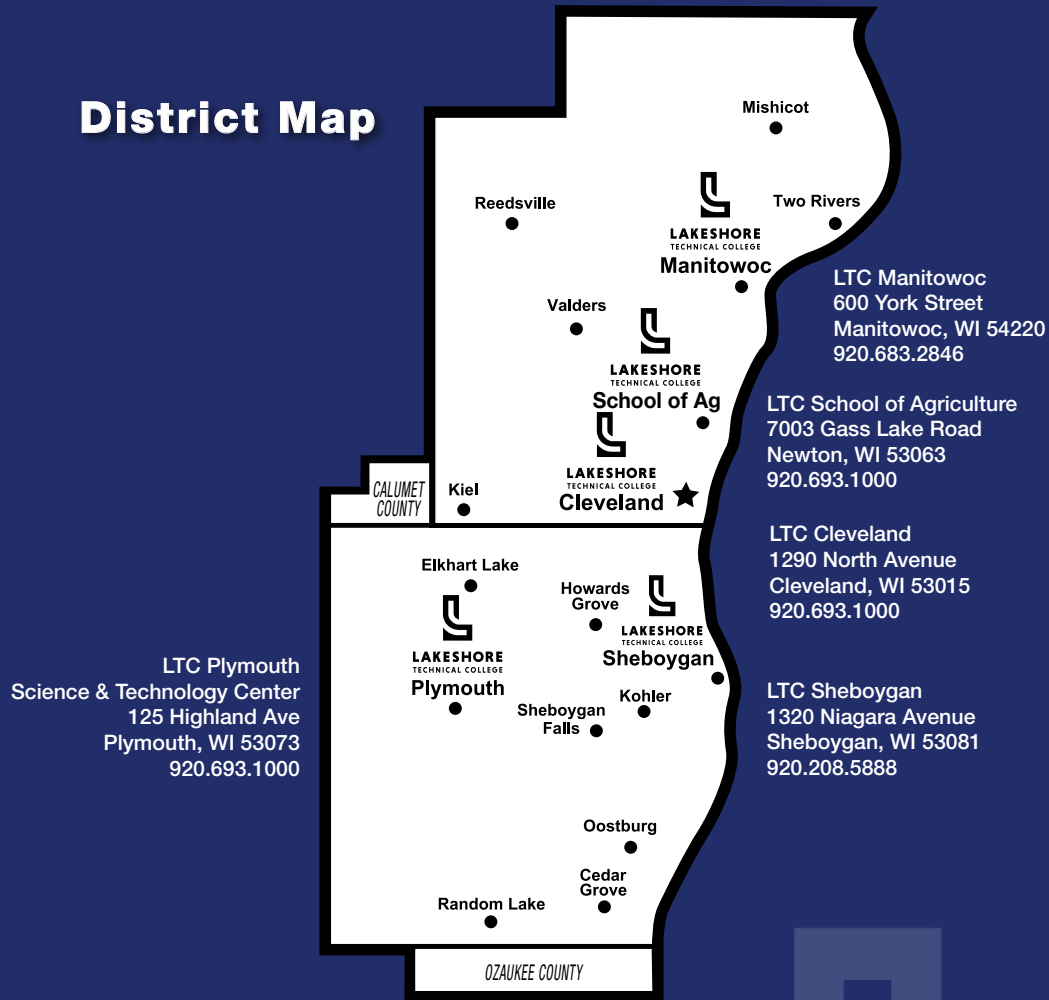 District Map
Mishicot
Reedsville
Two Rivers
LAKESHORE
TECHNICAL COLLEGE
Manitowoc
LTC Manitowoc
600 York Street
Manitowoc, WI 54220
920.683.2846
Valders
LAKESHORE
TECHNICAL COLLEGE
School of Ag
LTC School of Agriculture
7003 Gass Lake Road
Newton, WI 53063
920.693.1000
LAKESHORE
TECHNICAL COLLEGE
Cleveland
CALUMET
COUNTY
Kiel
LTC Cleveland
1290 North Avenue
Cleveland, WI 53015
920.693.1000
Elkhart Lake
Howards
Grove
LAKESHORE
TECHNICAL COLLEGE
Sheboygan
LAKESHORE
TECHNICAL COLLEGE
Plymouth
LTC Plymouth
Science & Technology Center
125 Highland Ave
Plymouth, WI 53073
920.693.1000
Kohler
Sheboygan
Falls
LTC Sheboygan
1320 Niagara Avenue
Sheboygan, WI 53081
920.208.5888
Oostburg
Cedar
Grove
Random Lake
OZAUKEE COUNTY